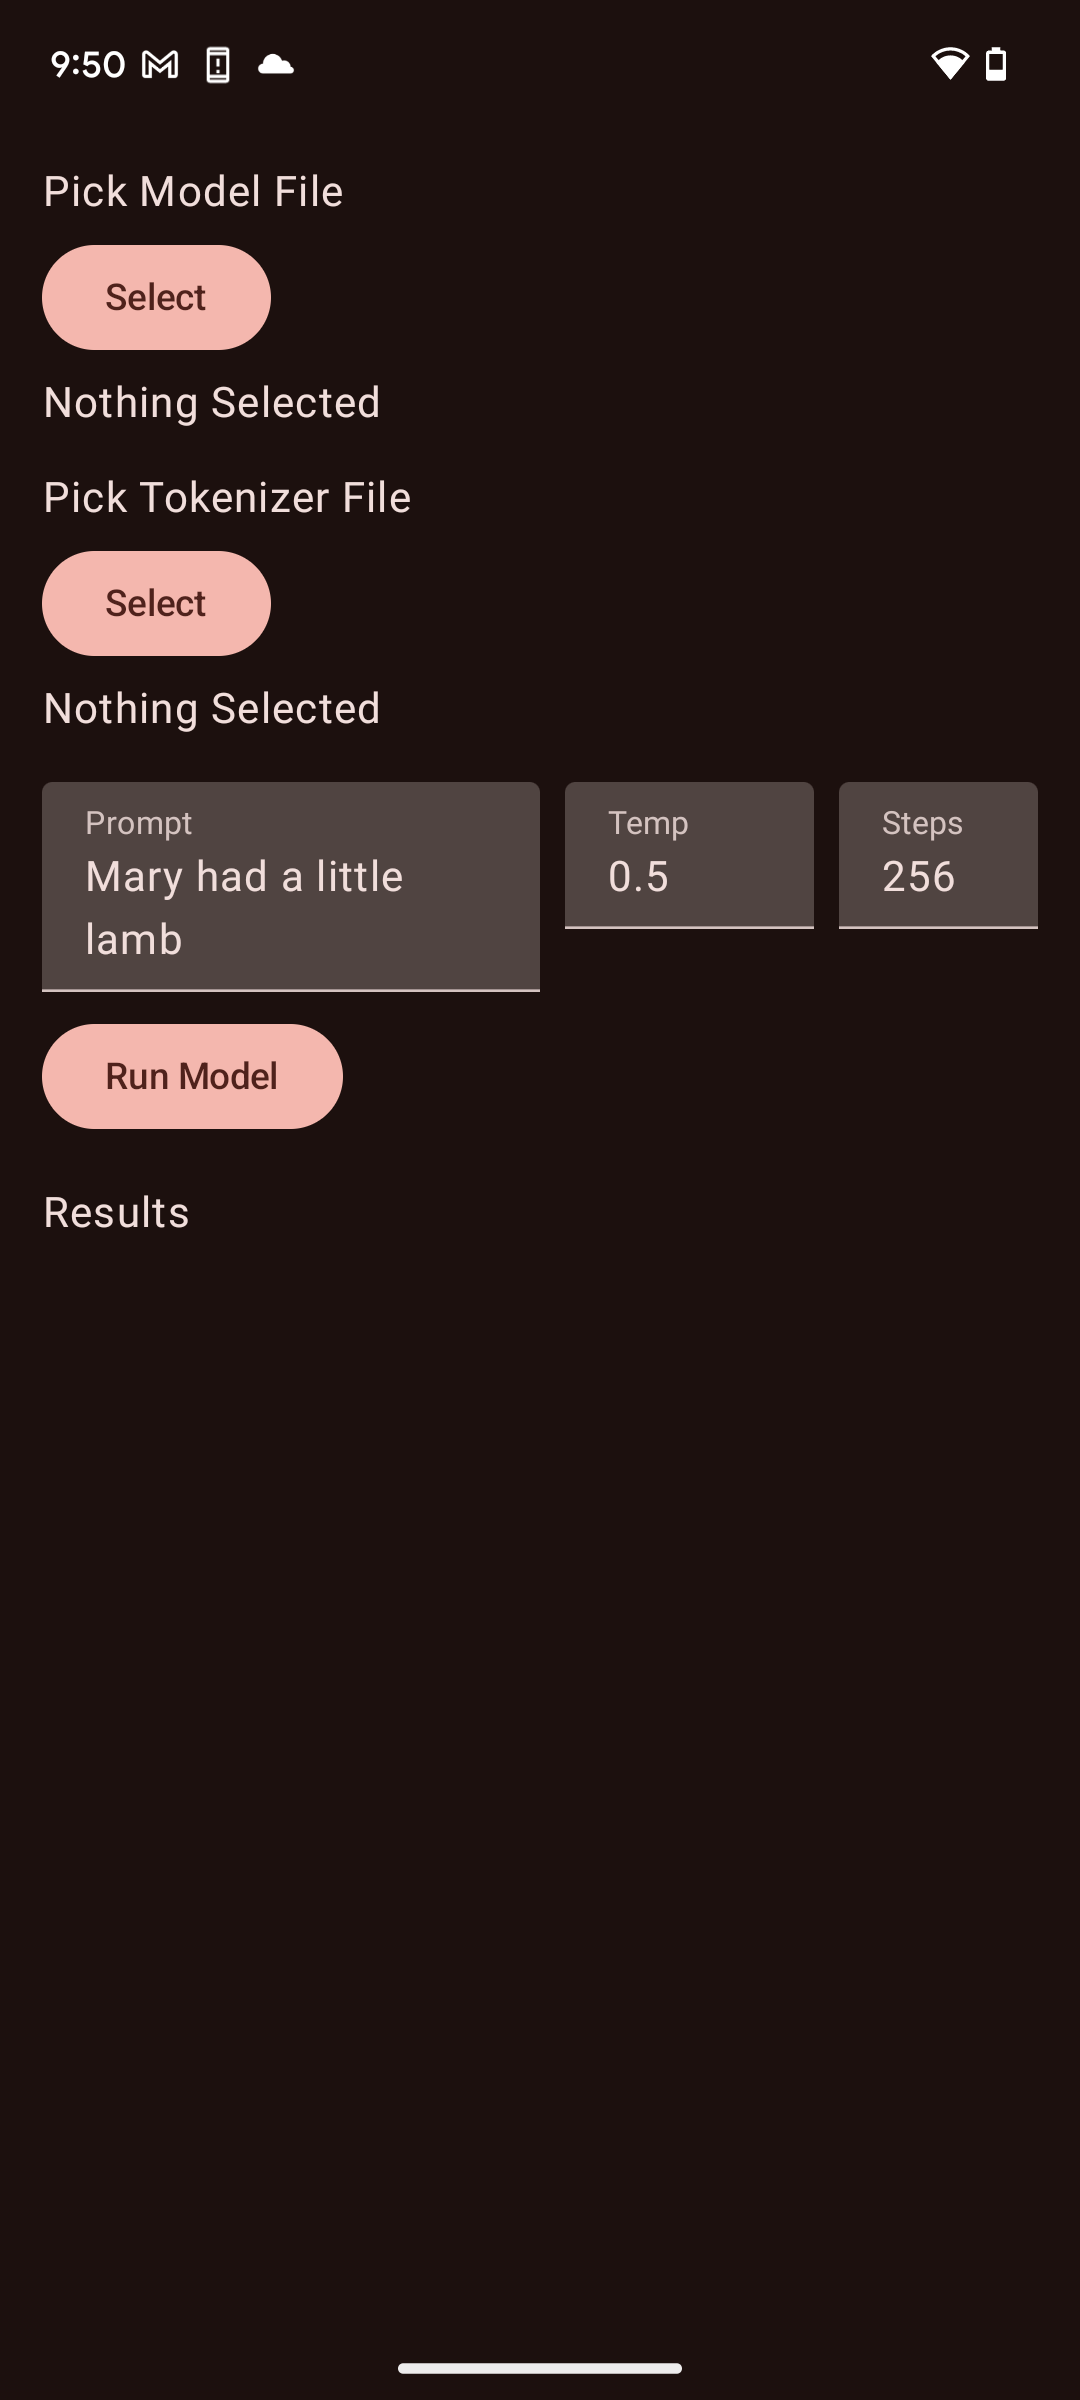 9:50
Pick Model File
Select
Nothing Selected
Pick Tokenizer File
Select
Nothing Selected
Prompt
Mary had a little
lamb
Temp
0.5
Steps
256
Run Model
Results